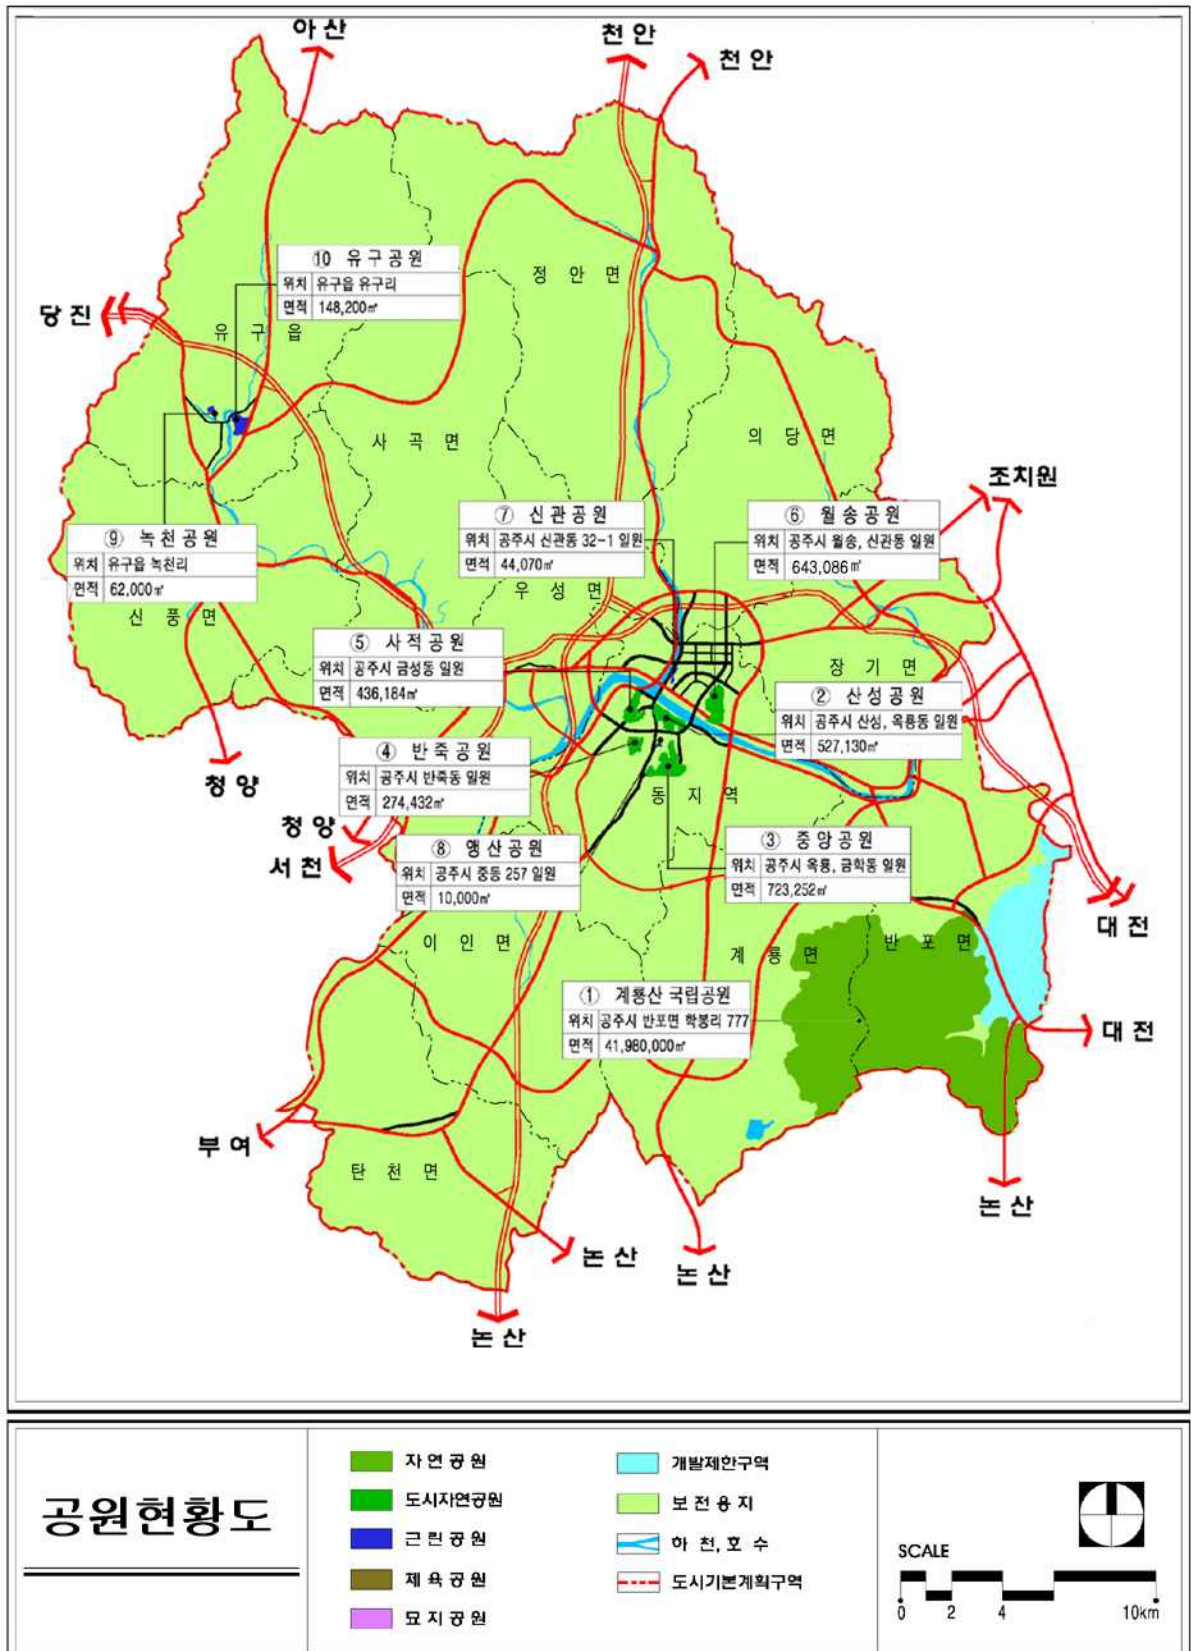 아산
천안
천안
⑩ 유구공원
위치 유구읍 유구리
면적 148,200㎡
정안면
당진
유구읍
사곡면
의당면
조치원
⑦ 신관공원
위치 공주시 신관동 32-1 일원
면적 44,070㎡
⑥ 월송공원
위치 공주시 월송, 신관동 일원
면적 643,086㎡
⑨ 녹천공원
위치 유구읍 녹천리
면적 62,000㎡
신풍면
우성면
⑤ 사적공원
위치 공주시 금성동 일원
면적 436,184㎡
장기면
② 산성공원
위치 공주시 산성, 옥룡동 일원
면적 527,130㎡
④ 반죽공원
위치 공주시 반죽동 일원
면적 274,432㎡
청양
동지역
청양
서천
⑧ 앵산공원
위치 공주시 중동 257 일원
면적 10,000㎡
③ 중앙공원
위치 공주시 옥룡, 금학동 일원
면적 723,252㎡
대전
이인면
계룡면
반포면
① 계룡산 국립공원
위치 공주시 반포면 학봉리 777
면적 41,980,000㎡
대전
부여
탄천면
논산
논산
논산
논산
공원현황도
자연공원
도시자연공원
근린공원
체육공원
묘지공원
개발제한구역
보전용지
하천,호수
도시기본계획구역
SCALE
0 2 4 10km